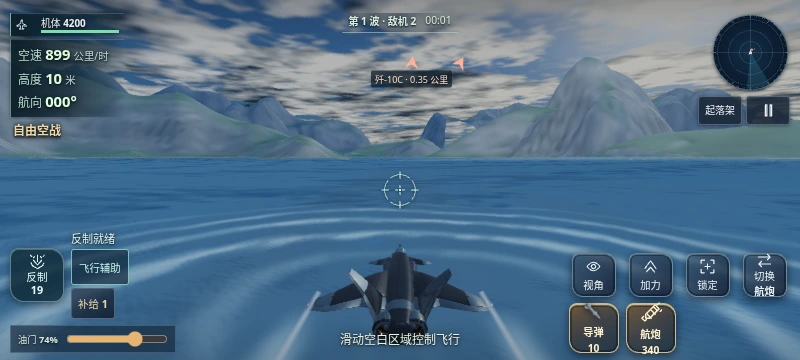 机体 4200
第 1 波 · 敌机 2 00:01
空速 899 公里/时
高度 10 米
航向 000°
自由空战
歼-10C · 0.35 公里
起落架
反制就绪
反制
19
飞行辅助
补给 1
油门 74%
滑动空白区域控制飞行
视角
加力
锁定
切换
航炮
导弹
10
航炮
340